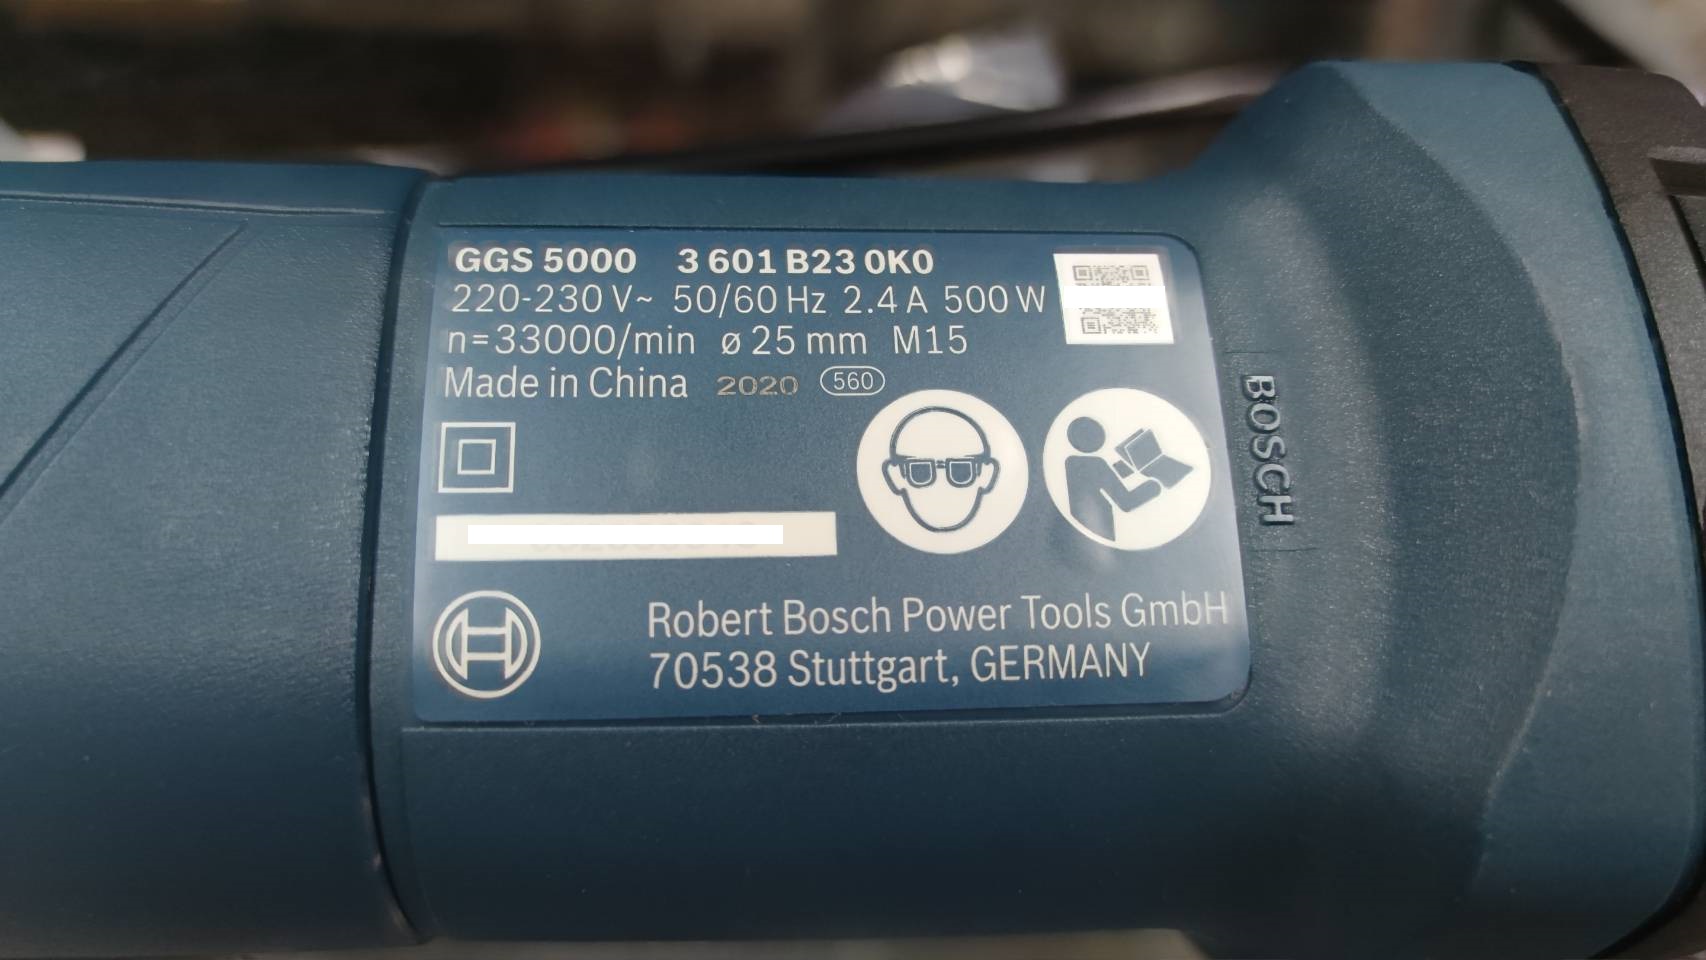 GGS 5000 3 601 B23 0K0
220-230 V~ 50/60 Hz 2.4 A 500 W
n=33000/min ø 25 mm M15
Made in China 2020 560
Robert Bosch Power Tools GmbH
70538 Stuttgart, GERMANY
BOSCH